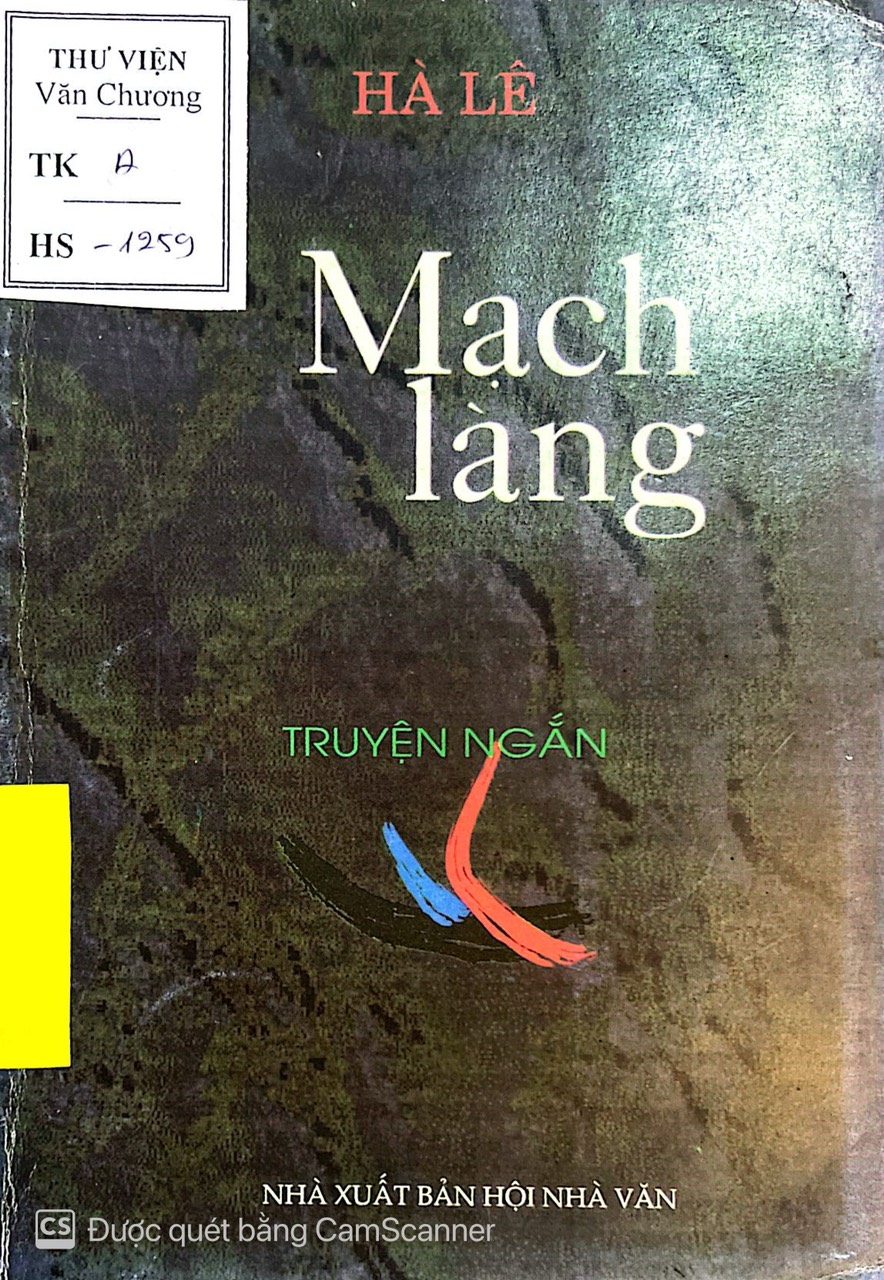 THƯ VIỆN
Văn Chương
TK A
HS - 1259
HÀ LÊ
Mạch
làng
TRUYỆN NGẮN
NHÀ XUẤT BẢN HỘI NHÀ VĂN
CS Được quét bằng CamScanner